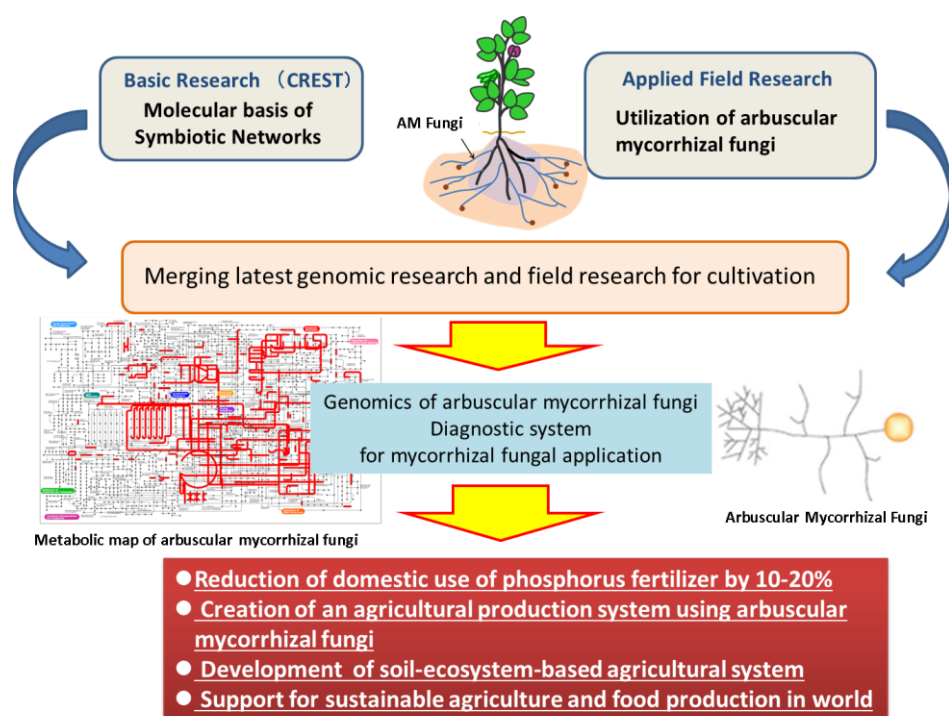 Basic Research （CREST）
Molecular basis of
Symbiotic Networks
AM Fungi
Applied Field Research
Utilization of arbuscular
mycorrhizal fungi
Merging latest genomic research and field research for cultivation
Genomics of arbuscular mycorrhizal fungi
Diagnostic system
for mycorrhizal fungal application
Metabolic map of arbuscular mycorrhizal fungi
Arbuscular Mycorrhizal Fungi
●Reduction of domestic use of phosphorus fertilizer by 10-20%
● Creation of an agricultural production system using arbuscular
mycorrhizal fungi
● Development of soil-ecosystem-based agricultural system
● Support for sustainable agriculture and food production in world